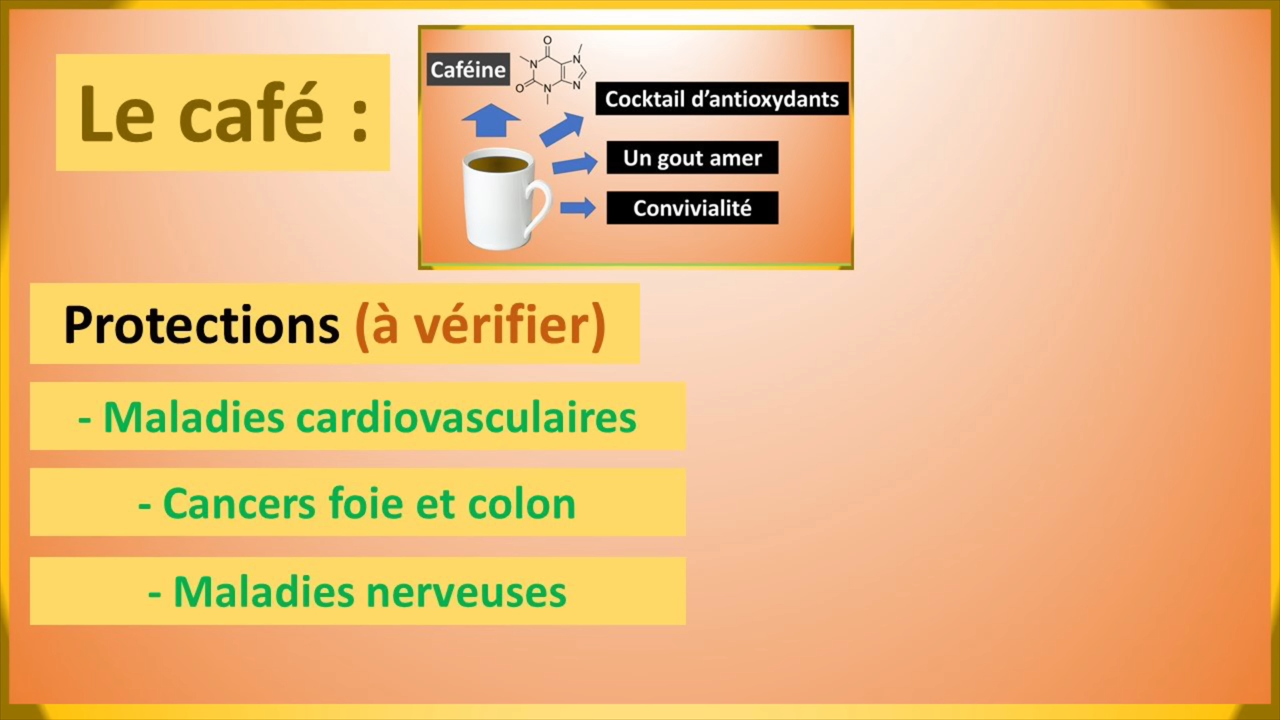 Le café :
Caféine
O
N
N
O
N
N
Cocktail d’antioxydants
Un gout amer
Convivialité
Protections (à vérifier)
- Maladies cardiovasculaires
- Cancers foie et colon
- Maladies nerveuses